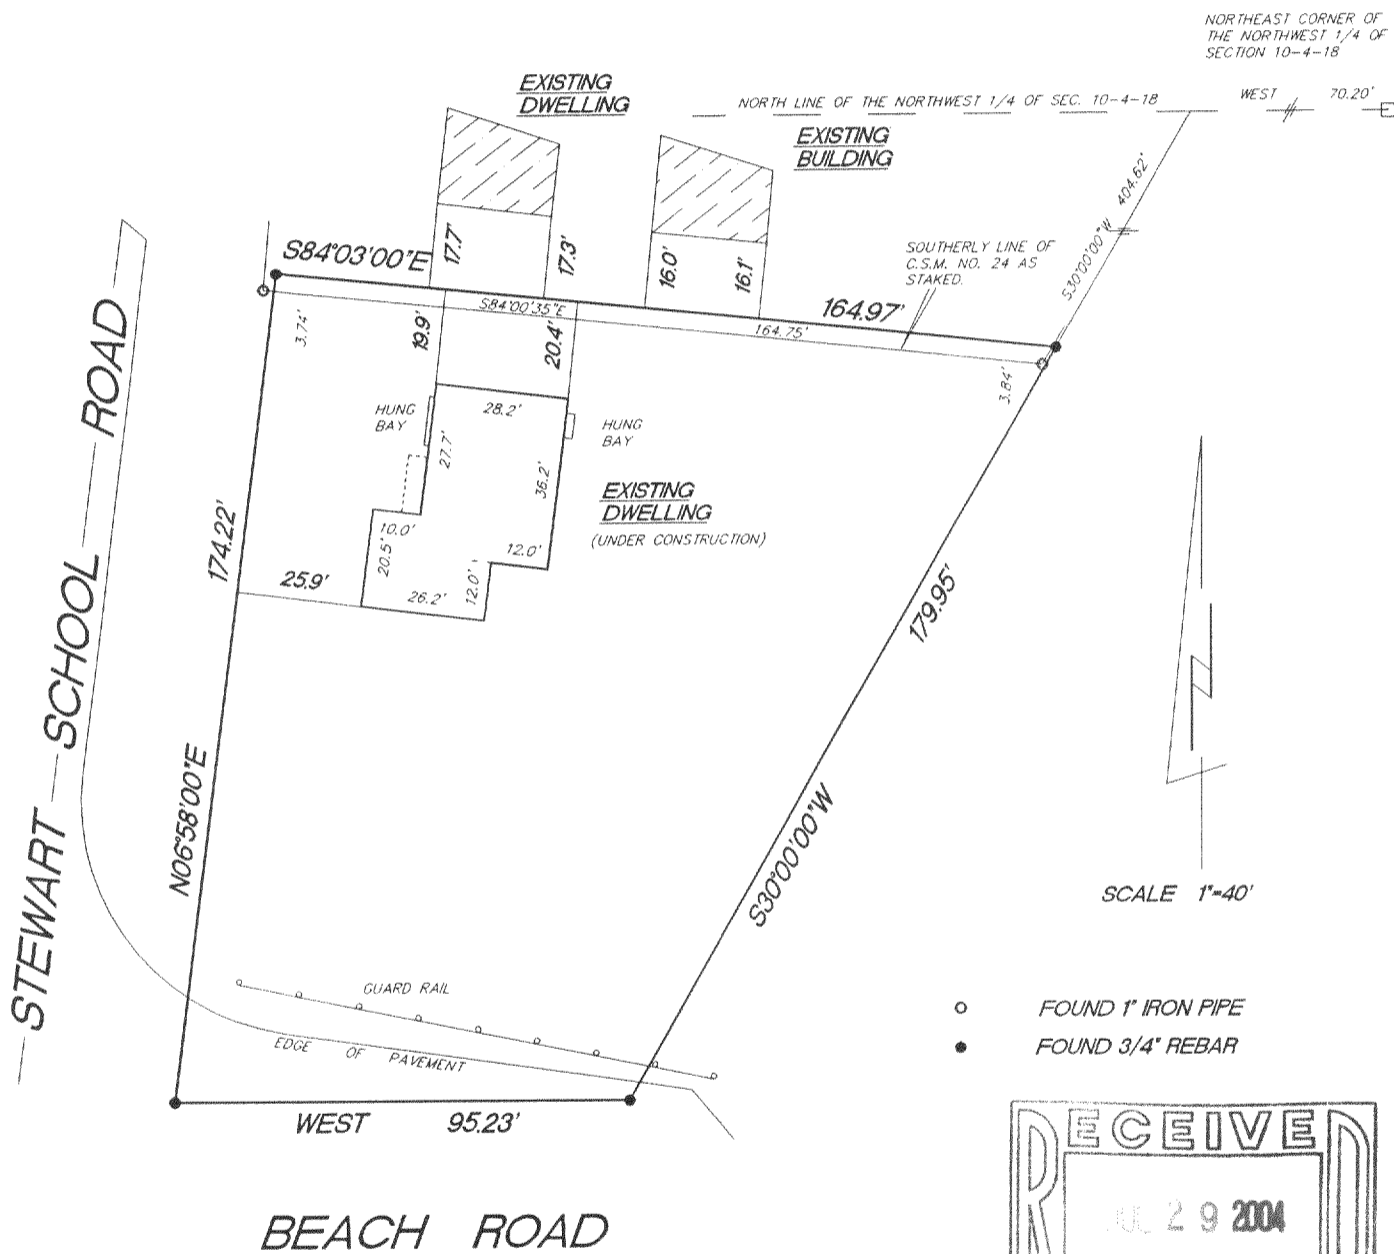 NORTHEAST CORNER OF
THE NORTHWEST 1/4 OF
SECTION 10-4-18
WEST 70.20'
NORTH LINE OF THE NORTHWEST 1/4 OF SEC. 10-4-18
EXISTING
DWELLING
EXISTING
BUILDING
S30°00'00"W 404.62'
17.7'
17.3'
16.0'
16.1'
SOUTHERLY LINE OF
C.S.M. NO. 24 AS
STAKED.
S84°03'00"E
164.97'
S84°00'35"E
164.75'
3.74'
19.9'
20.4'
3.84'
HUNG
BAY
28.2'
HUNG
BAY
27.7'
36.2'
EXISTING
DWELLING
(UNDER CONSTRUCTION)
10.0'
20.5'
12.0'
12.0'
26.2'
25.9'
174.22'
N06°58'00"E
179.95'
S30°00'00"W
STEWART SCHOOL ROAD
SCALE 1"=40'
GUARD RAIL
EDGE OF PAVEMENT
FOUND 1" IRON PIPE
FOUND 3/4" REBAR
WEST 95.23'
BEACH ROAD
RECEIVED
29 2004